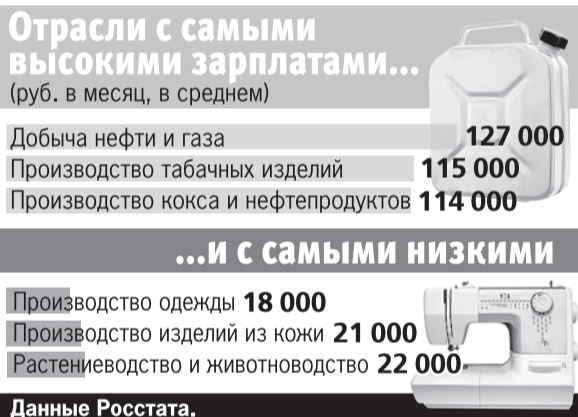 Отрасли с самыми
высокими зарплатами...
(руб. в месяц, в среднем)
Добыча нефти и газа 127 000
Производство табачных изделий 115 000
Производство кокса и нефтепродуктов 114 000
...и с самыми низкими
Производство одежды 18 000
Производство изделий из кожи 21 000
Растениеводство и животноводство 22 000
Данные Росстата.